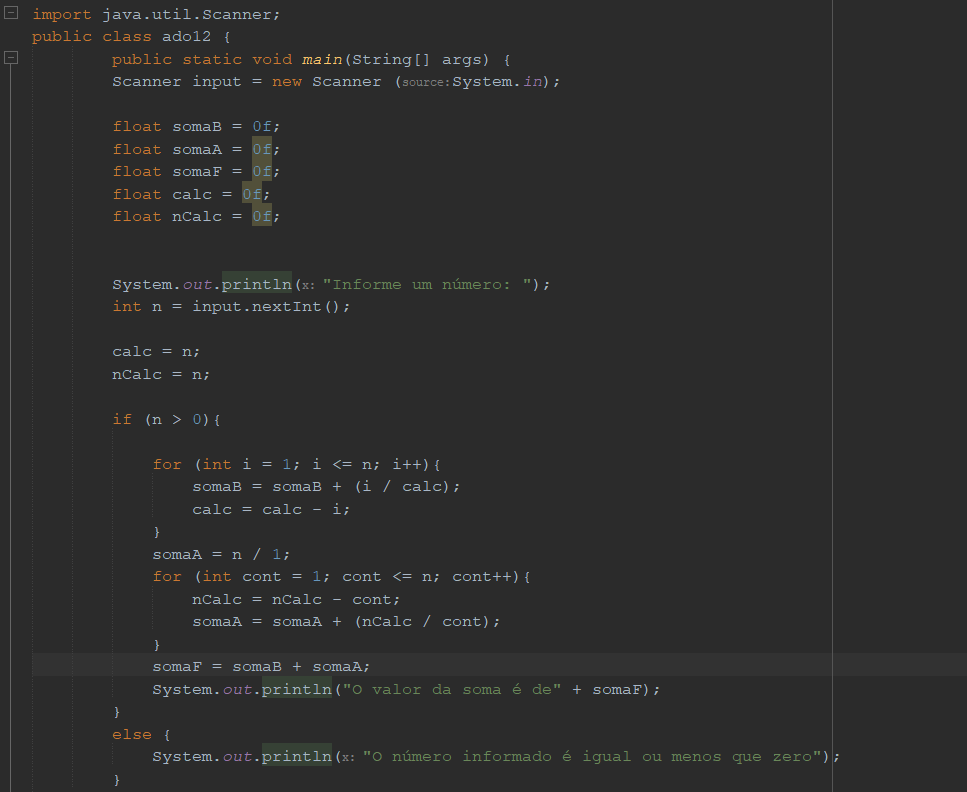 import java.util.Scanner;
public class ado12 {
public static void main(String[] args) {
Scanner input = new Scanner (source:System.in);
float somaB = 0f;
float somaA = 0f;
float somaF = 0f;
float calc = 0f;
float nCalc = 0f;
System.out.println(x: "Informe um número: ");
int n = input.nextInt();
calc = n;
nCalc = n;
if (n > 0){
for (int i = 1; i <= n; i++){
somaB = somaB + (i / calc);
calc = calc - i;
}
somaA = n / 1;
for (int cont = 1; cont <= n; cont++){
nCalc = nCalc - cont;
somaA = somaA + (nCalc / cont);
}
somaF = somaB + somaA;
System.out.println("O valor da soma é de" + somaF);
}
else {
System.out.println(x: "O número informado é igual ou menos que zero");
}